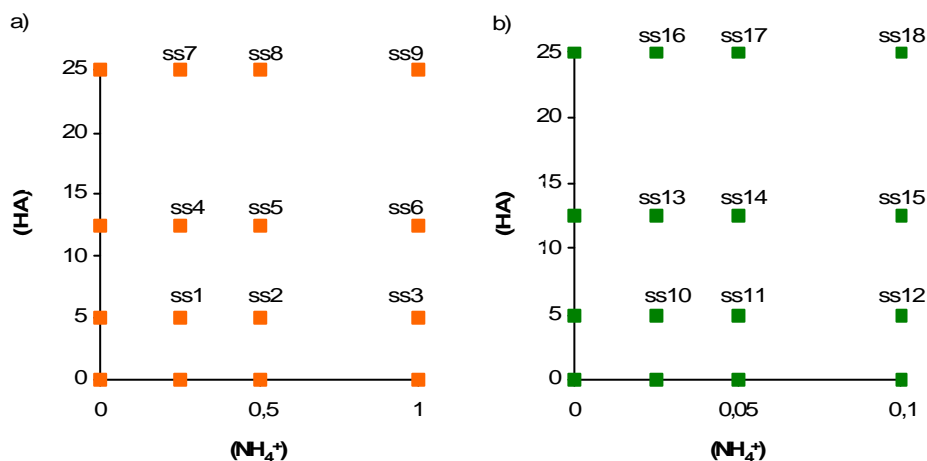 a)
ss7 ss8 ss9
25
20
15
ss4 ss5 ss6
10
ss1 ss2 ss3
5
0
0 0,5 1
(HA)
(NH₄⁺)
b)
ss16 ss17 ss18
25
20
15
ss13 ss14 ss15
10
ss10 ss11 ss12
5
0
0 0,05 0,1
(HA)
(NH₄⁺)